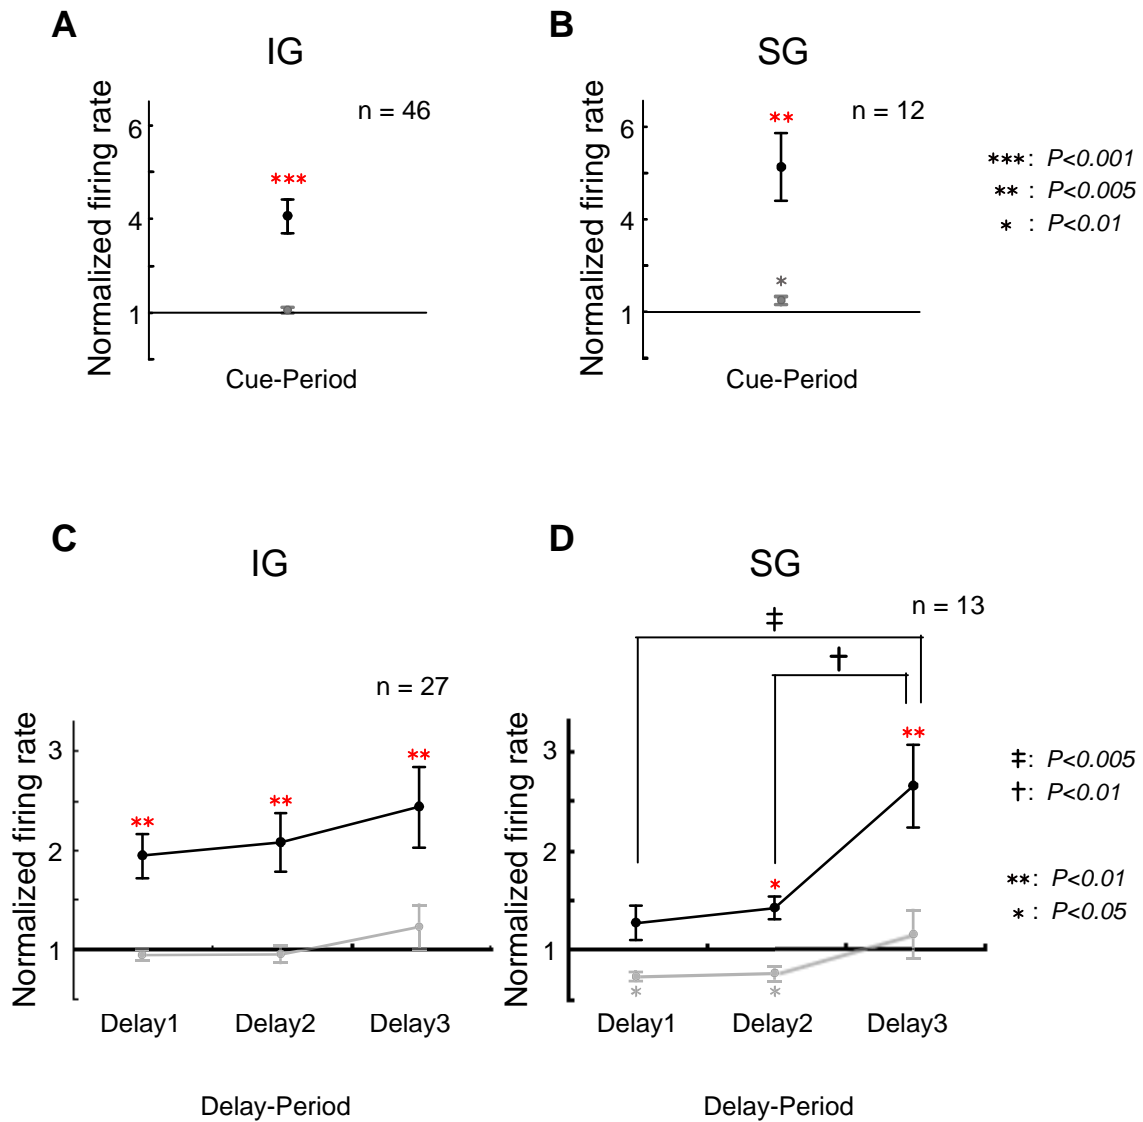 A
IG
n = 46
Normalized firing rate
6
4
1
***
Cue-Period
B
SG
n = 12
Normalized firing rate
6
4
1
**
*
Cue-Period
***: P<0.001
** : P<0.005
* : P<0.01
C
IG
n = 27
Normalized firing rate
3
2
1
**
**
**
Delay1 Delay2 Delay3
Delay-Period
D
SG
n = 13
‡
†
Normalized firing rate
3
2
1
**
*
*
*
Delay1 Delay2 Delay3
Delay-Period
‡: P<0.005
†: P<0.01
**: P<0.01
* : P<0.05